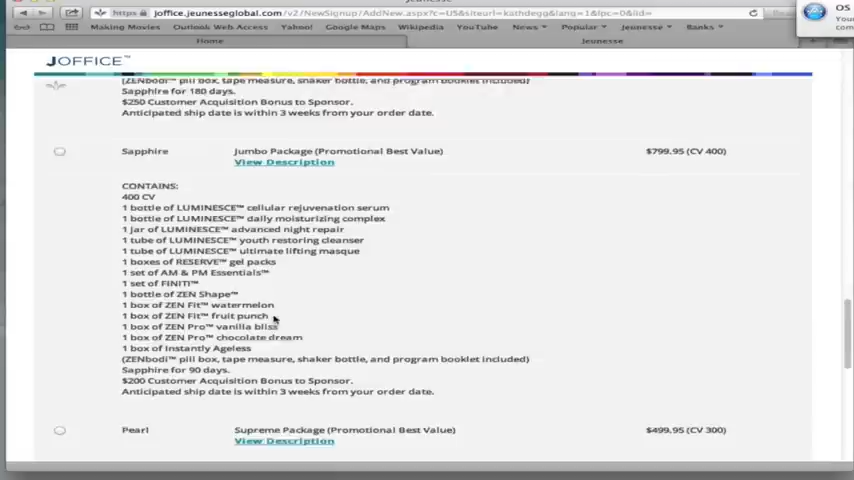 Jeunesse
OS
https joffice.jeunesseglobal.com/v2/NewSignup/AddNew.aspx?c=US&siteurl=kathdegg&lang=1&lpc=0&iid=
Your
com
Making Movies Outlook Web Access Yahoo! Google Maps Wikipedia YouTube News Popular Jeunesse Banks
Home Jeunesse
JOFFICE™
(ZENbodi™ pill box, tape measure, shaker bottle, and program booklet included)
Sapphire for 180 days.
$250 Customer Acquisition Bonus to Sponsor.
Anticipated ship date is within 3 weeks from your order date.
Sapphire Jumbo Package (Promotional Best Value) $799.95 (CV 400)
View Description
CONTAINS:
400 CV
1 bottle of LUMINESCE™ cellular rejuvenation serum
1 bottle of LUMINESCE™ daily moisturizing complex
1 jar of LUMINESCE™ advanced night repair
1 tube of LUMINESCE™ youth restoring cleanser
1 tube of LUMINESCE™ ultimate lifting masque
1 boxes of RESERVE™ gel packs
1 set of AM & PM Essentials™
1 set of FINITI™
1 bottle of ZEN Shape™
1 box of ZEN Fit™ watermelon
1 box of ZEN Fit™ fruit punch
1 box of ZEN Pro™ vanilla bliss
1 box of ZEN Pro™ chocolate dream
1 box of Instantly Ageless
(ZENbodi™ pill box, tape measure, shaker bottle, and program booklet included)
Sapphire for 90 days.
$200 Customer Acquisition Bonus to Sponsor.
Anticipated ship date is within 3 weeks from your order date.
Pearl Supreme Package (Promotional Best Value) $499.95 (CV 300)
View Description